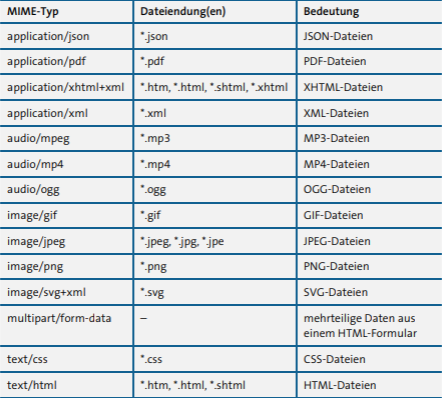 MIME-Typ Dateiendung(en) Bedeutung
application/json *.json JSON-Dateien
application/pdf *.pdf PDF-Dateien
application/xhtml+xml *.htm, *.html, *.shtml, *.xhtml XHTML-Dateien
application/xml *.xml XML-Dateien
audio/mpeg *.mp3 MP3-Dateien
audio/mp4 *.mp4 MP4-Dateien
audio/ogg *.ogg OGG-Dateien
image/gif *.gif GIF-Dateien
image/jpeg *.jpeg, *.jpg, *.jpe JPEG-Dateien
image/png *.png PNG-Dateien
image/svg+xml *.svg SVG-Dateien
multipart/form-data – mehrteilige Daten aus
einem HTML-Formular
text/css *.css CSS-Dateien
text/html *.htm, *.html, *.shtml HTML-Dateien